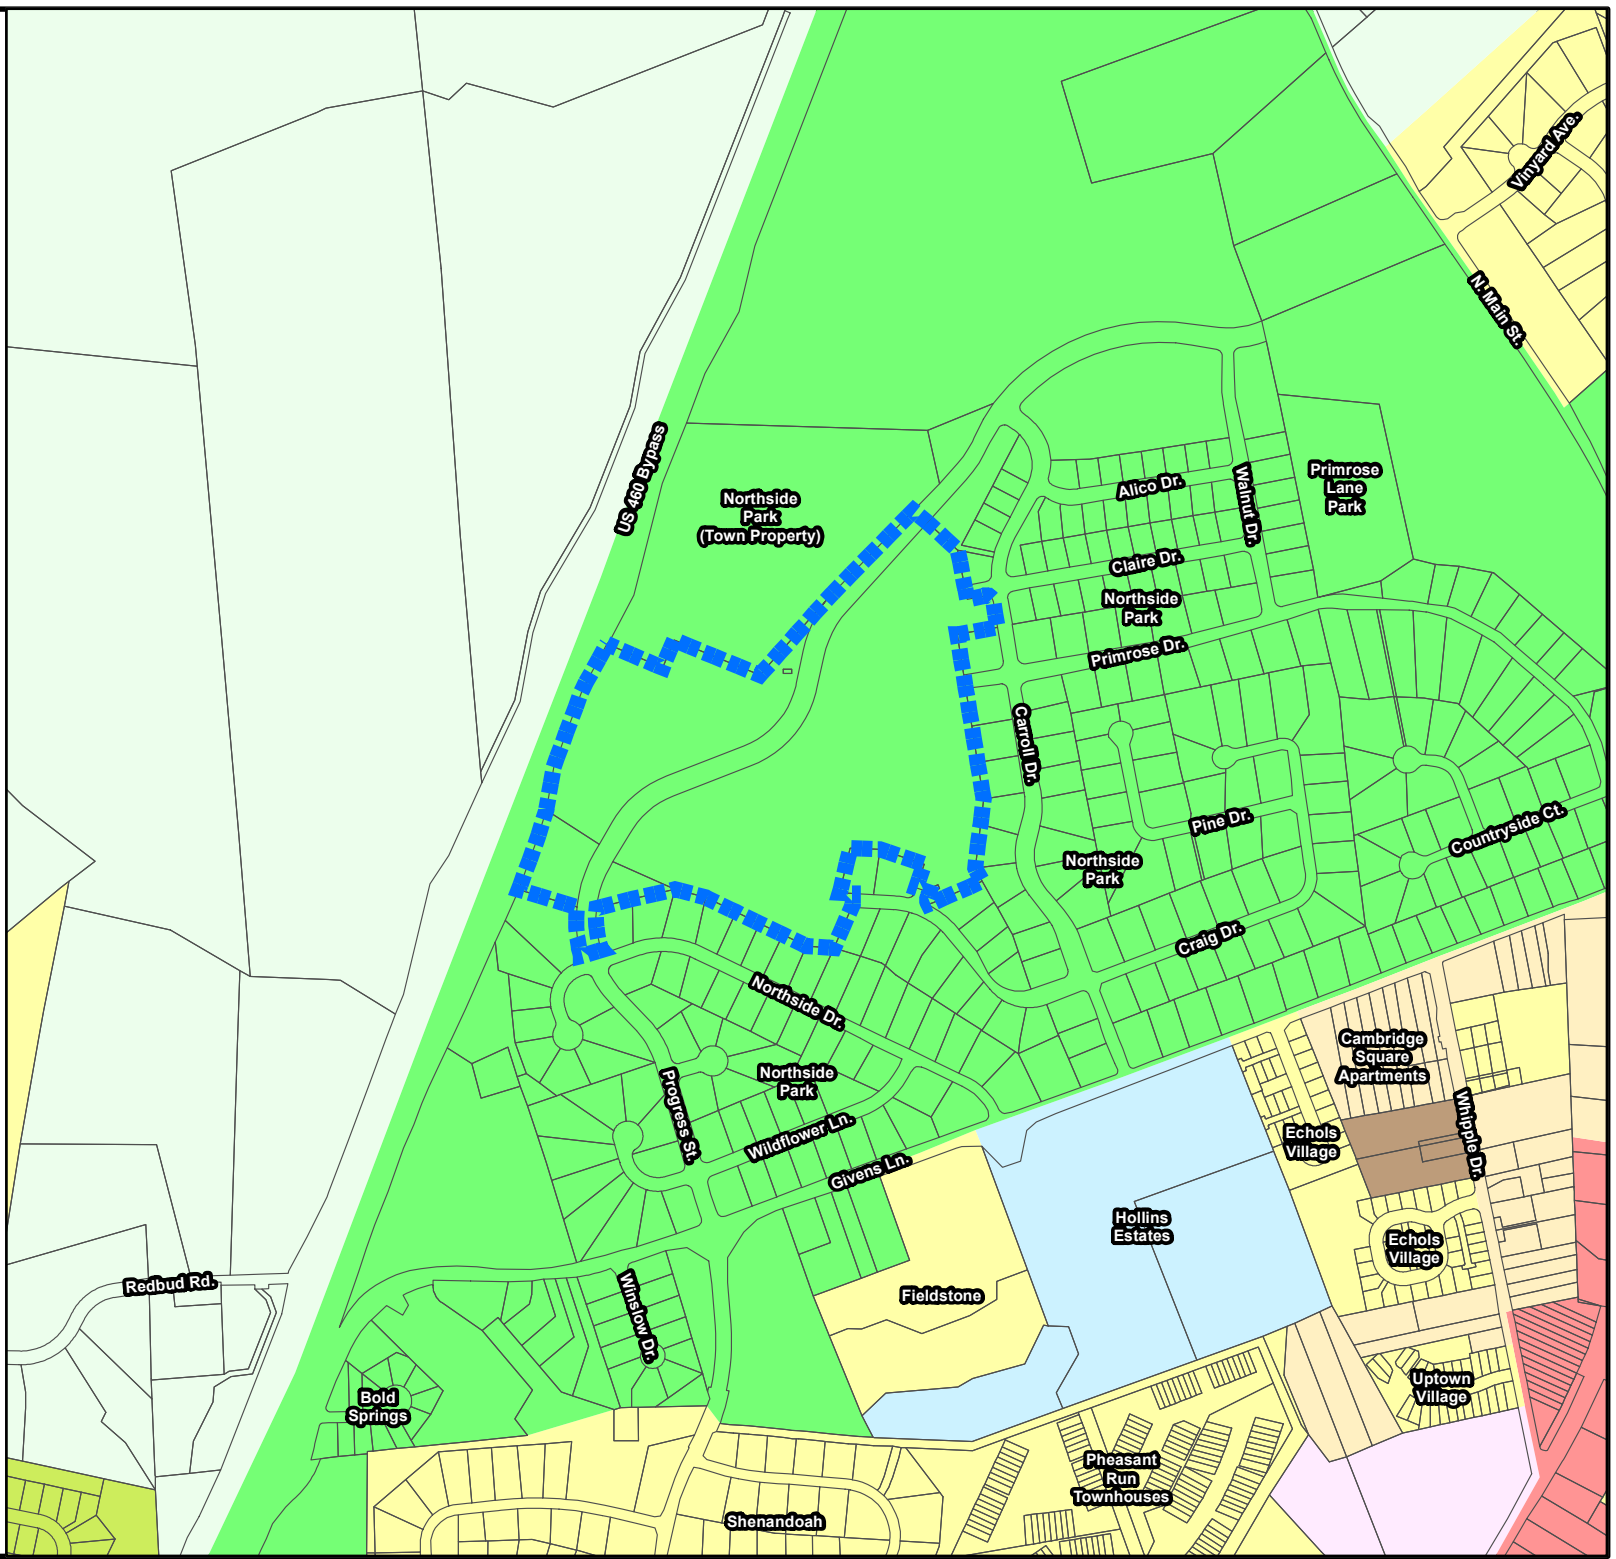 Vinyard Ave.
N. Main St.
US 460 Bypass
Northside
Park
(Town Property)
Alico Dr.
Walnut Dr.
Primrose
Lane
Park
Claire Dr.
Northside
Park
Primrose Dr.
Carroll Dr.
Pine Dr.
Countryside Ct.
Northside
Park
Craig Dr.
Northside Dr.
Northside
Park
Progress St.
Wildflower Ln.
Givens Ln.
Cambridge
Square
Apartments
Whipple Dr.
Echols
Village
Hollins
Estates
Echols
Village
Redbud Rd.
Winslow Dr.
Fieldstone
Bold
Springs
Uptown
Village
Pheasant
Run
Townhouses
Shenandoah